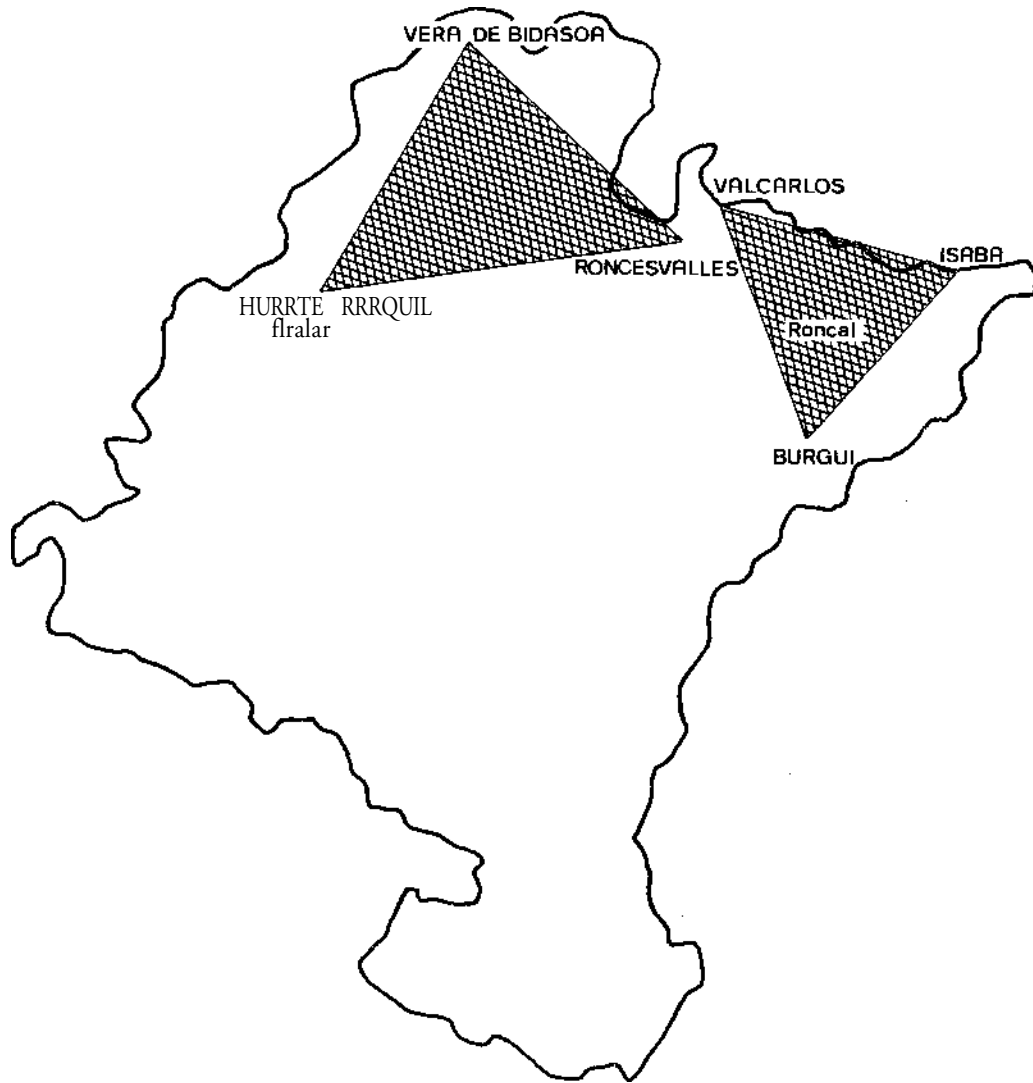 VERA DE BIDASOA
VALCARLOS
ISABA
RONCESVALLES
HURRTE RRRQUIL
flralar
Roncal
BURGUI